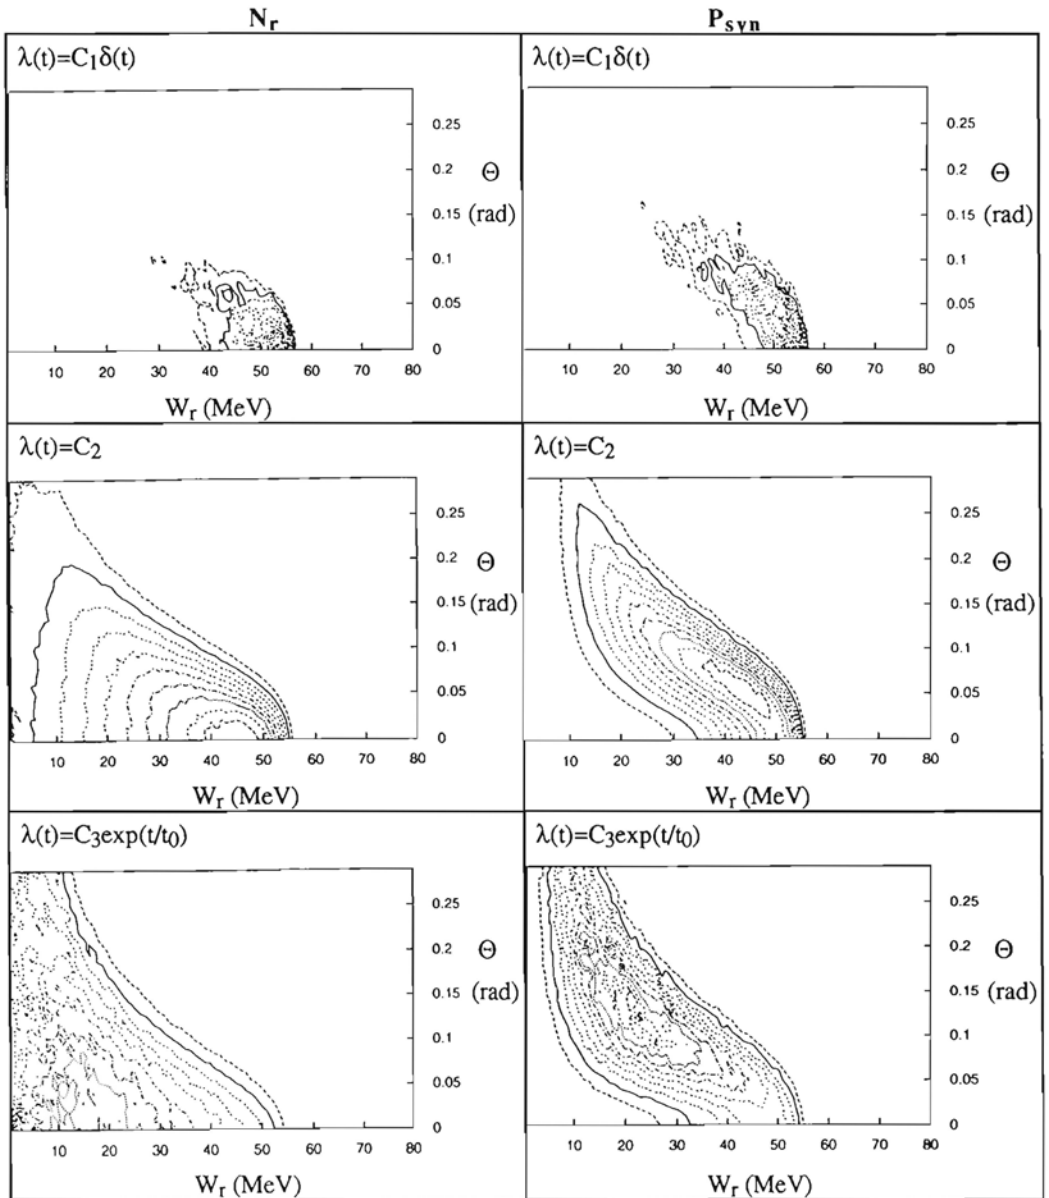 N_r P_syn
λ(t)=C₁δ(t) λ(t)=C₁δ(t)
0.25 0.25
0.2 Θ 0.2 Θ
0.15 (rad) 0.15 (rad)
0.1 0.1
0.05 0.05
0 0
10 20 30 40 50 60 70 80 10 20 30 40 50 60 70 80
W_r (MeV) W_r (MeV)
λ(t)=C₂ λ(t)=C₂
0.25 0.25
0.2 Θ 0.2 Θ
0.15 (rad) 0.15 (rad)
0.1 0.1
0.05 0.05
0 0
10 20 30 40 50 60 70 80 10 20 30 40 50 60 70 80
W_r (MeV) W_r (MeV)
λ(t)=C₃exp(t/t₀) λ(t)=C₃exp(t/t₀)
0.25 0.25
0.2 Θ 0.2 Θ
0.15 (rad) 0.15 (rad)
0.1 0.1
0.05 0.05
0 0
10 20 30 40 50 60 70 80 10 20 30 40 50 60 70 80
W_r (MeV) W_r (MeV)